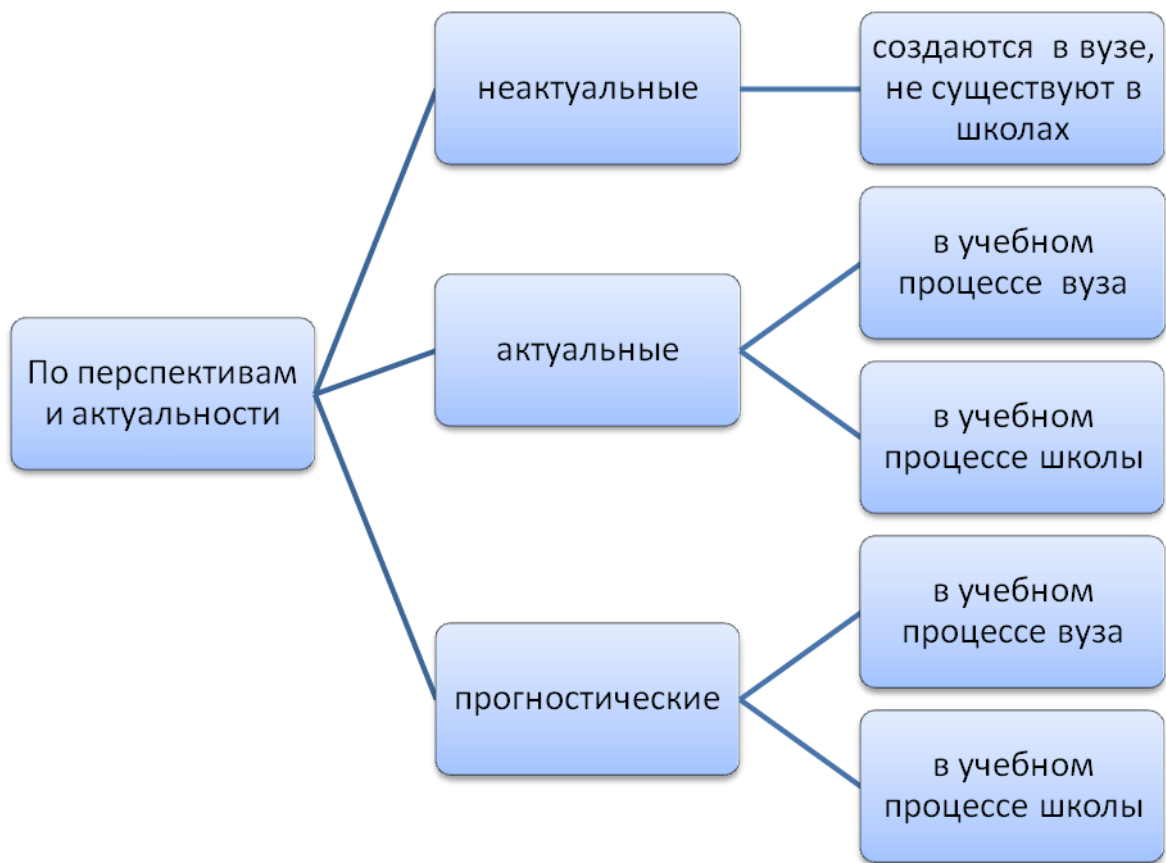 По перспективам
и актуальности
неактуальные
создаются в вузе,
не существуют в
школах
актуальные
в учебном
процессе вуза
в учебном
процессе школы
прогностические
в учебном
процессе вуза
в учебном
процессе школы